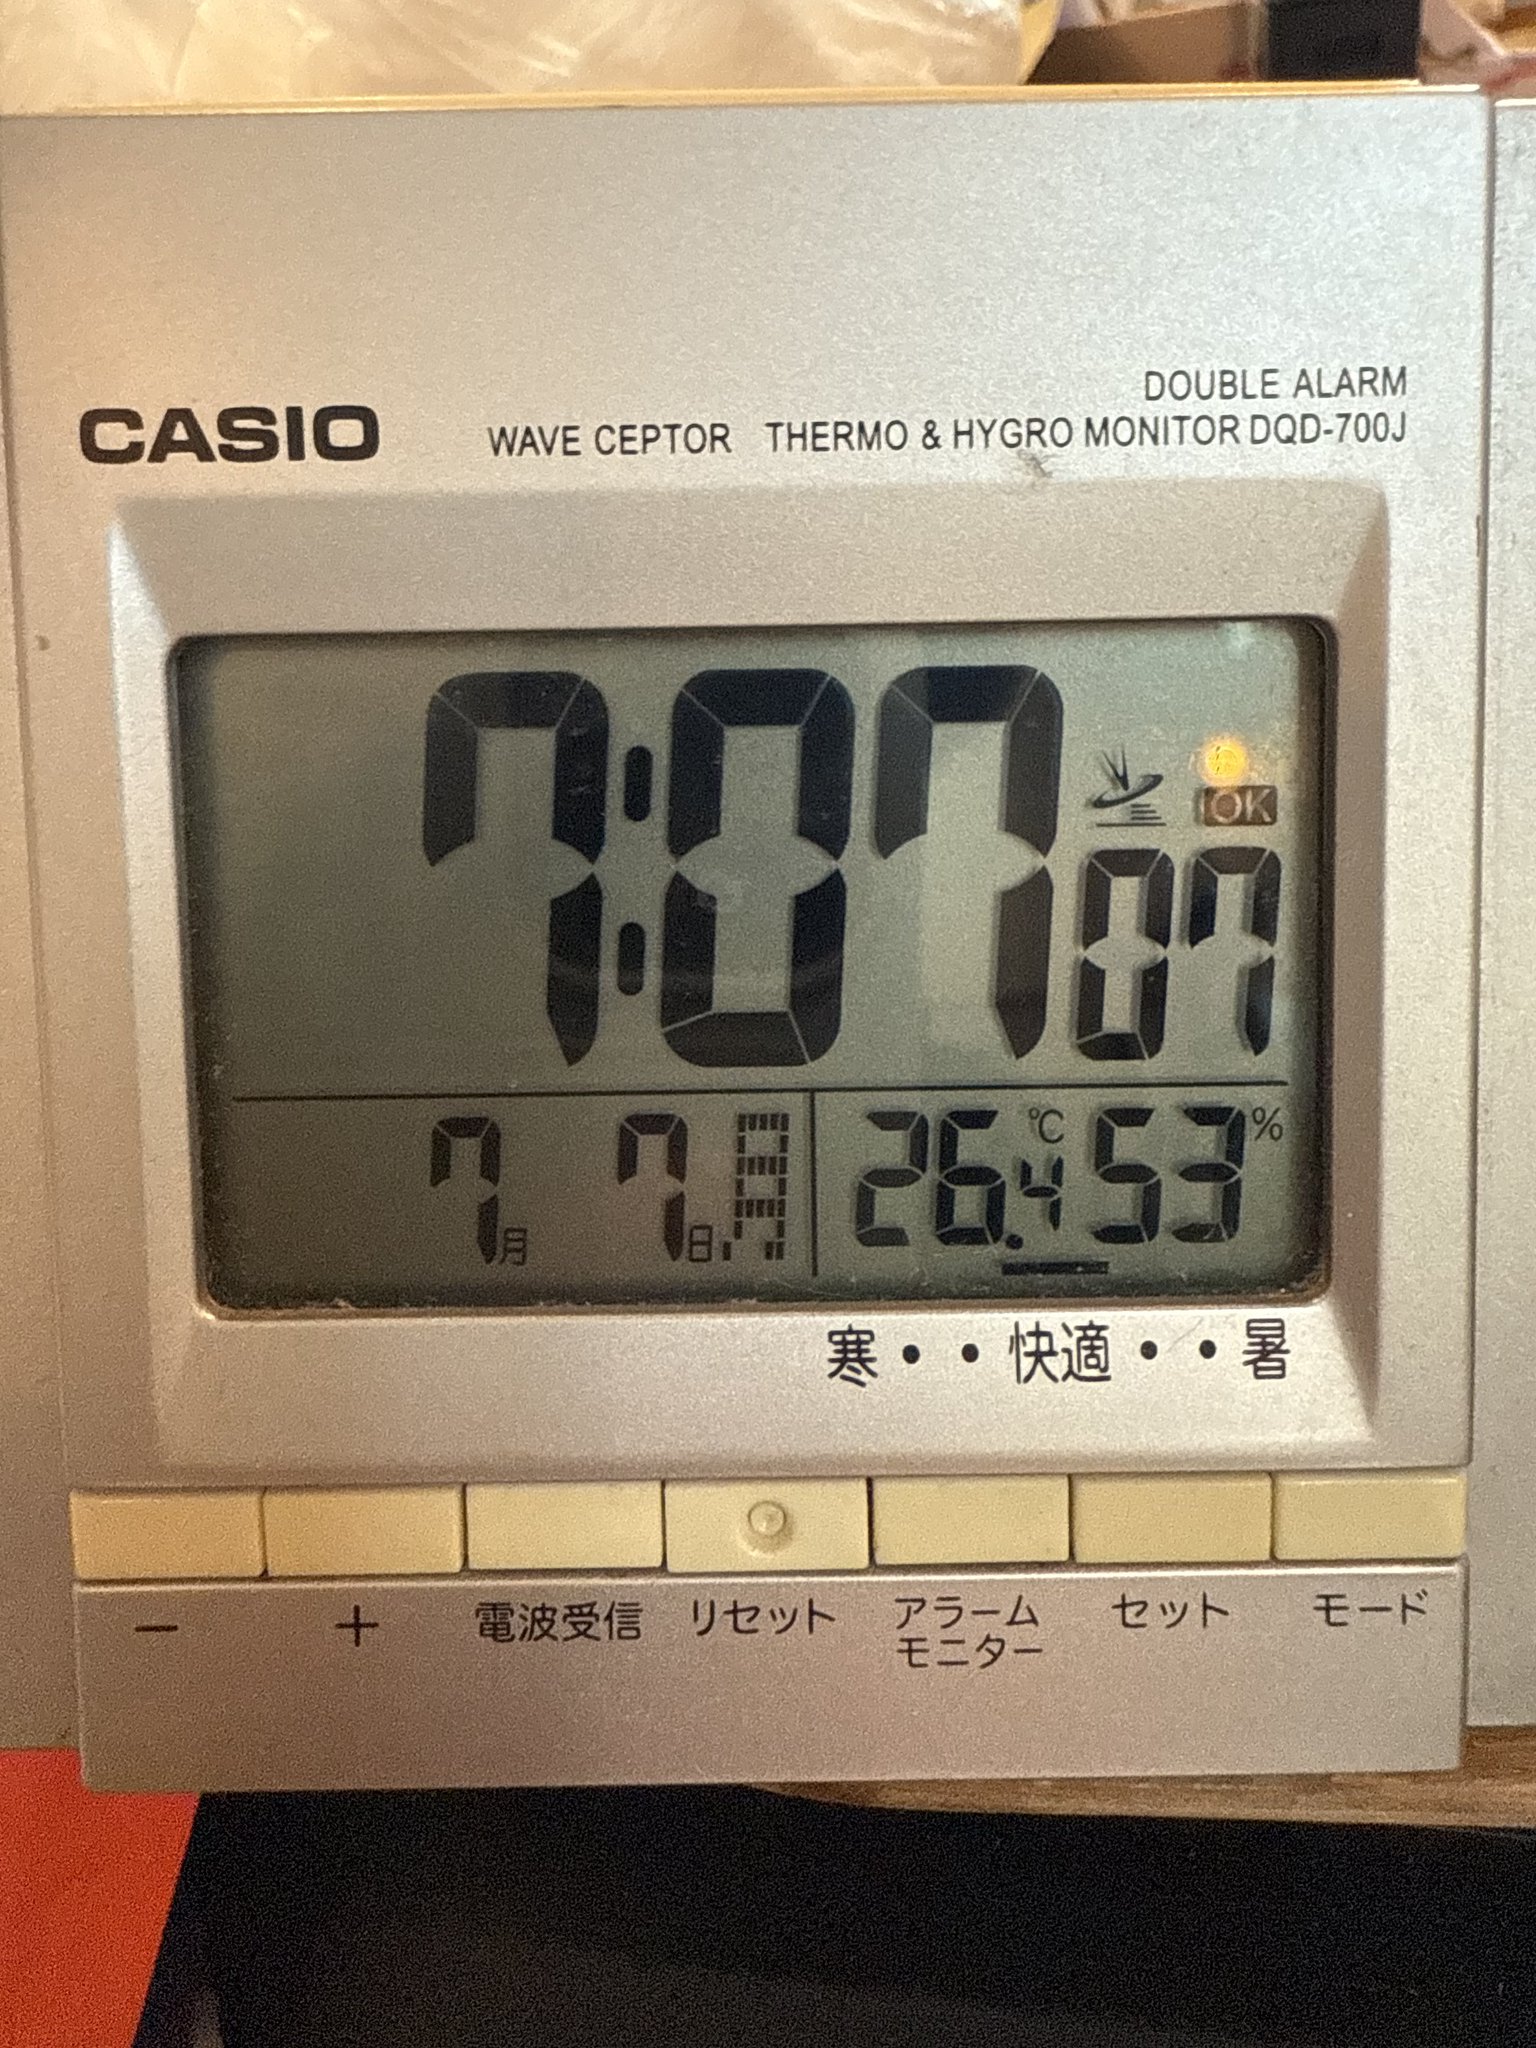 DOUBLE ALARM
CASIO WAVE CEPTOR THERMO & HYGRO MONITOR DQD-700J
OK
7:07 07
7月 7日 月 26.4℃ 53%
寒・・快適・・暑
− + 電波受信 リセット アラームモニター セット モード